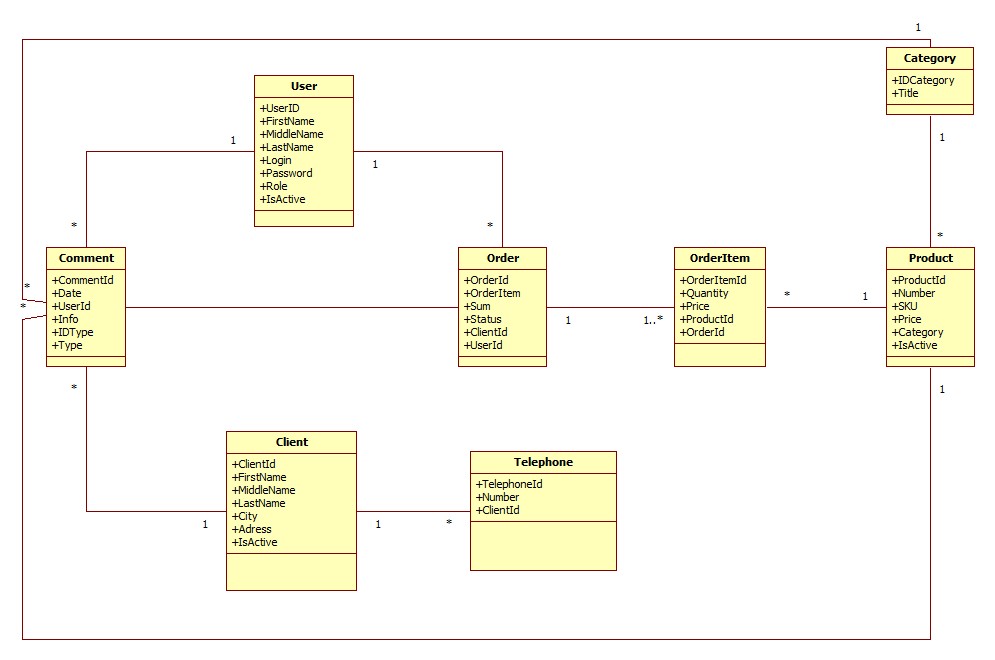 1
Category
+IDCategory
+Title
User
+UserID
+FirstName
+MiddleName
+LastName
+Login
+Password
+Role
+IsActive
1
1
1
*
*
*
Comment
+CommentId
+Date
+UserId
+Info
+IDType
+Type
*
*
Order
+OrderId
+OrderItem
+Sum
+Status
+ClientId
+UserId
1
1..*
OrderItem
+OrderItemId
+Quantity
+Price
+ProductId
+OrderId
*
1
Product
+ProductId
+Number
+SKU
+Price
+Category
+IsActive
*
1
Client
+ClientId
+FirstName
+MiddleName
+LastName
+City
+Adress
+IsActive
1
1
*
Telephone
+TelephoneId
+Number
+ClientId